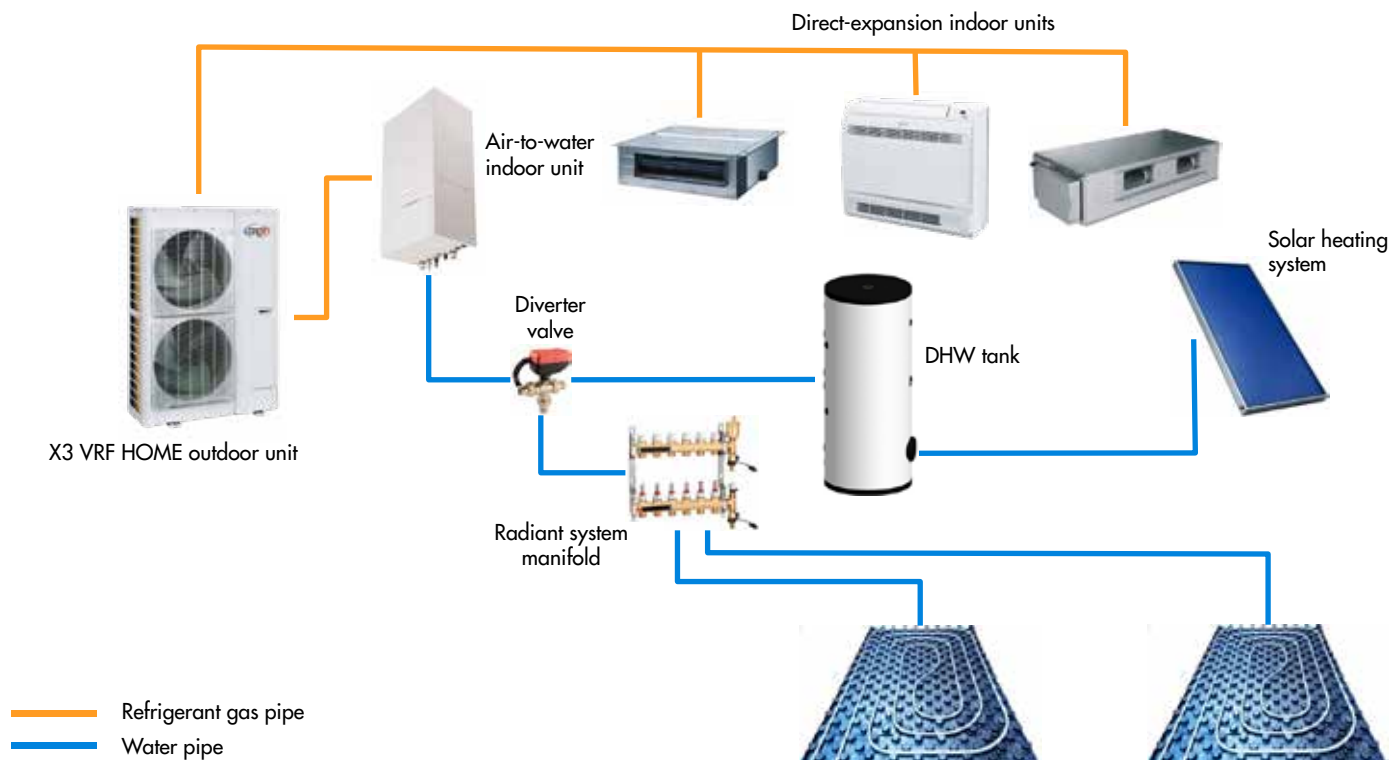 Direct-expansion indoor units
Air-to-water
indoor unit
Solar heating
system
Diverter
valve
DHW tank
X3 VRF HOME outdoor unit
Radiant system
manifold
Refrigerant gas pipe
Water pipe